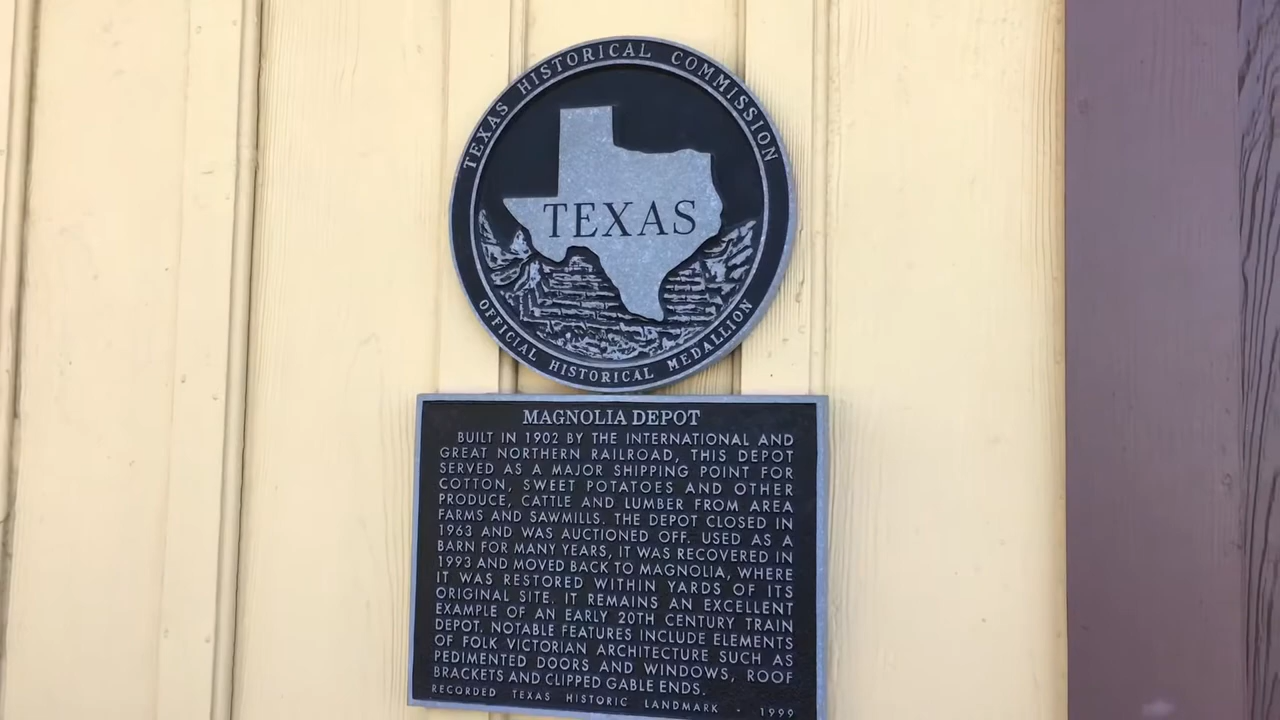 TEXAS HISTORICAL COMMISSION
TEXAS
OFFICIAL HISTORICAL MEDALLION
MAGNOLIA DEPOT
BUILT IN 1902 BY THE INTERNATIONAL AND
GREAT NORTHERN RAILROAD, THIS DEPOT
SERVED AS A MAJOR SHIPPING POINT FOR
COTTON, SWEET POTATOES AND OTHER
PRODUCE, CATTLE AND LUMBER FROM AREA
FARMS AND SAWMILLS. THE DEPOT CLOSED IN
1963 AND WAS AUCTIONED OFF. USED AS A
BARN FOR MANY YEARS, IT WAS RECOVERED IN
1993 AND MOVED BACK TO MAGNOLIA, WHERE
IT WAS RESTORED WITHIN YARDS OF ITS
ORIGINAL SITE. IT REMAINS AN EXCELLENT
EXAMPLE OF AN EARLY 20TH CENTURY TRAIN
DEPOT. NOTABLE FEATURES INCLUDE ELEMENTS
OF FOLK VICTORIAN ARCHITECTURE SUCH AS
PEDIMENTED DOORS AND WINDOWS, ROOF
BRACKETS AND CLIPPED GABLE ENDS.
RECORDED TEXAS HISTORIC LANDMARK - 1999